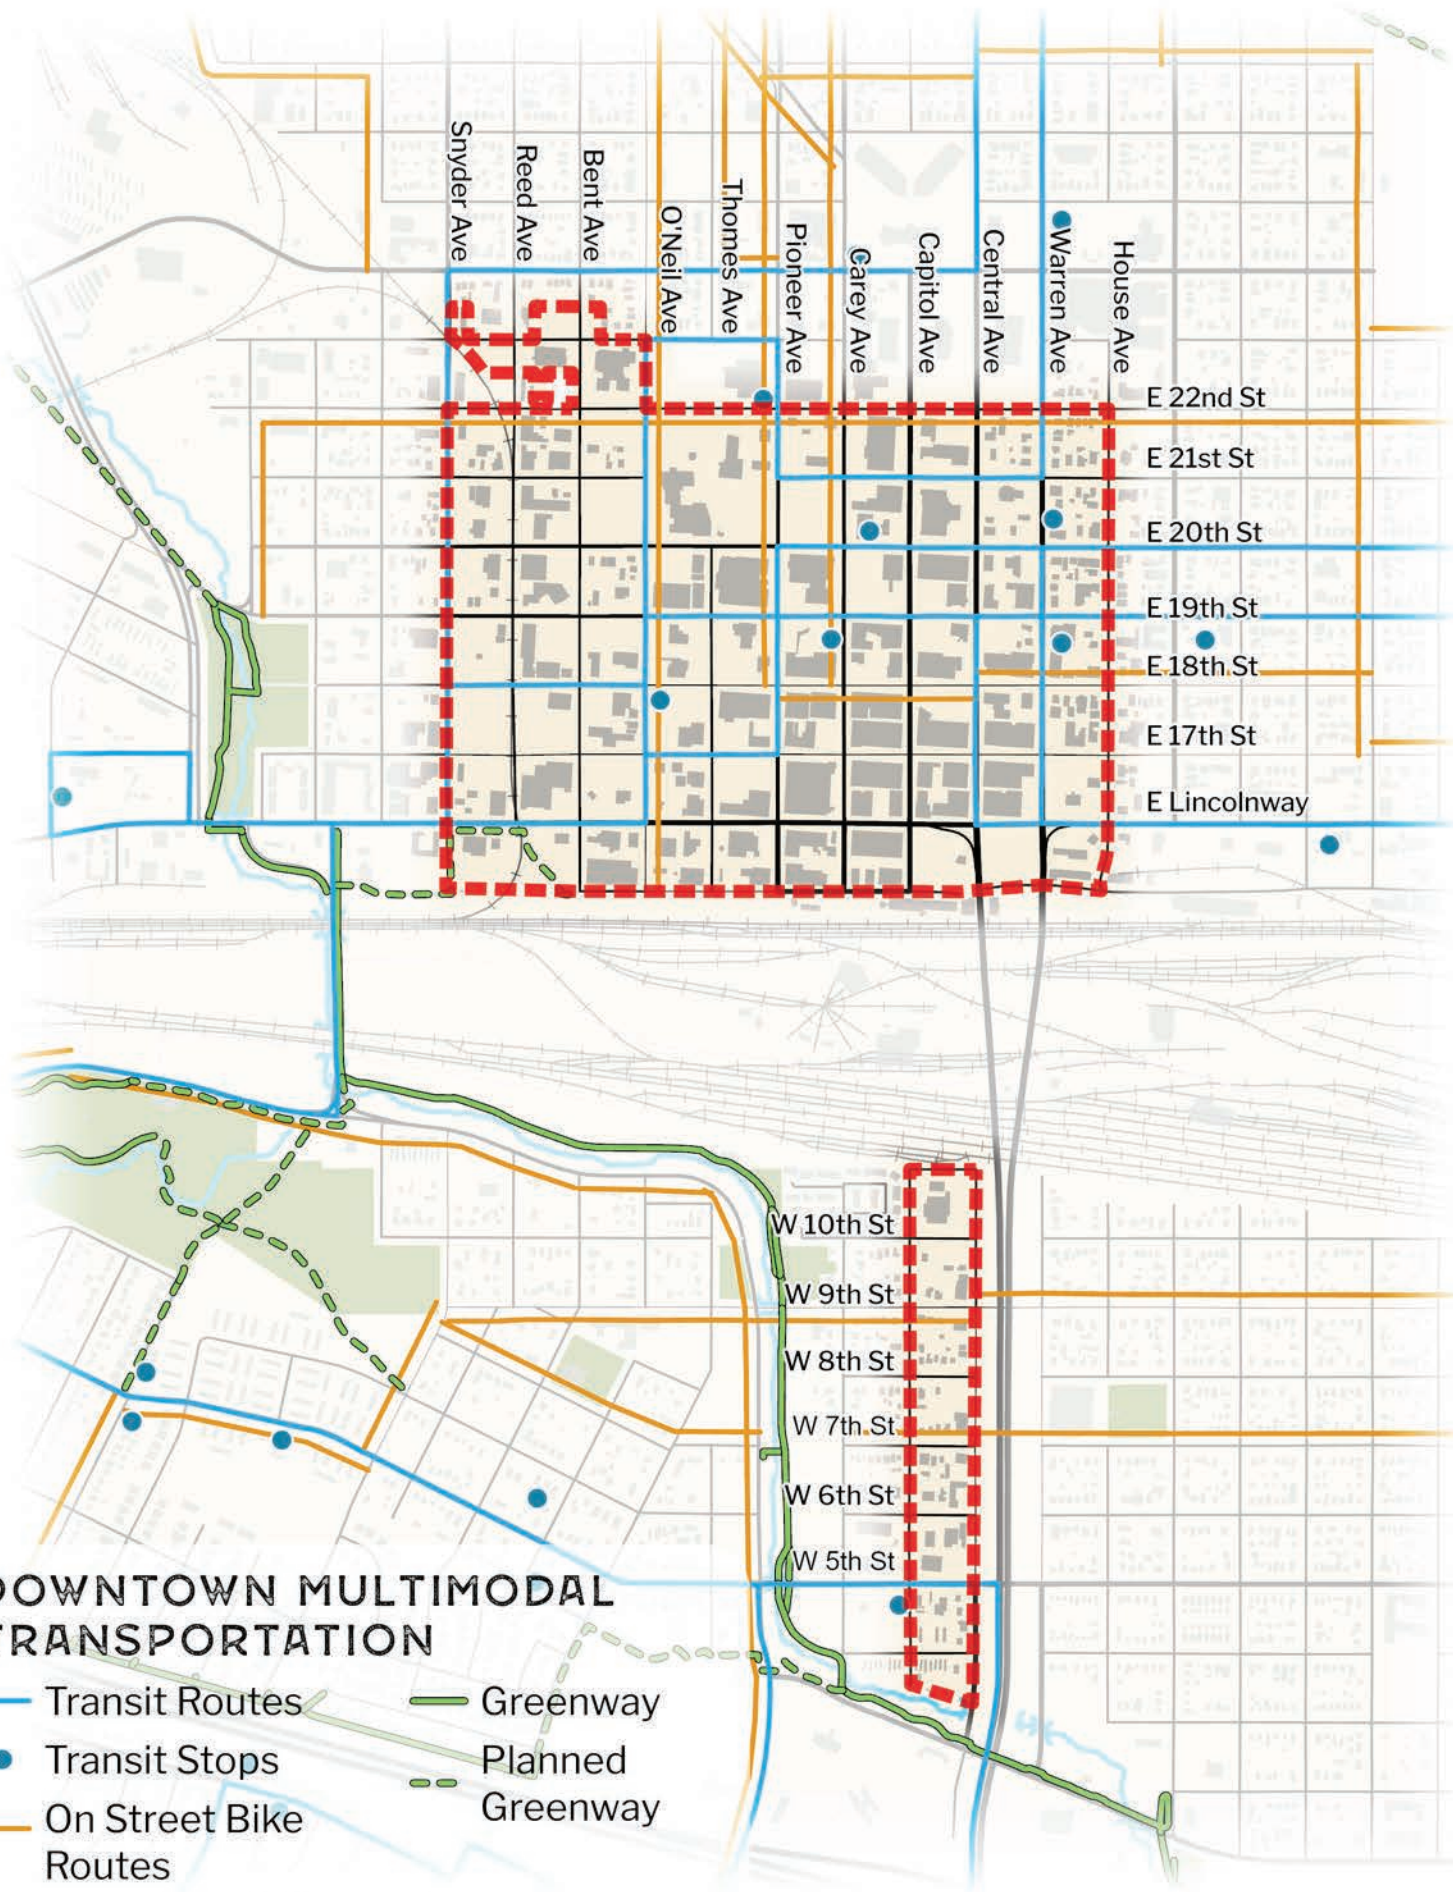 Snyder Ave
Reed Ave
Bent Ave
O'Neil Ave
Thomes Ave
Pioneer Ave
Carey Ave
Capitol Ave
Central Ave
Warren Ave
House Ave
E 22nd St
E 21st St
E 20th St
E 19th St
E 18th St
E 17th St
E Lincolnway
W 10th St
W 9th St
W 8th St
W 7th St
W 6th St
W 5th St
DOWNTOWN MULTIMODAL
TRANSPORTATION
Transit Routes
Transit Stops
On Street Bike
Routes
Greenway
Planned
Greenway